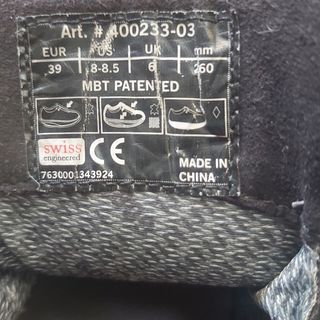 Art. # 400233-03
EUR US UK mm
39 8-8.5 6 260
MBT PATENTED
SWISS
engineered
CE
MADE IN
CHINA
7630001343924